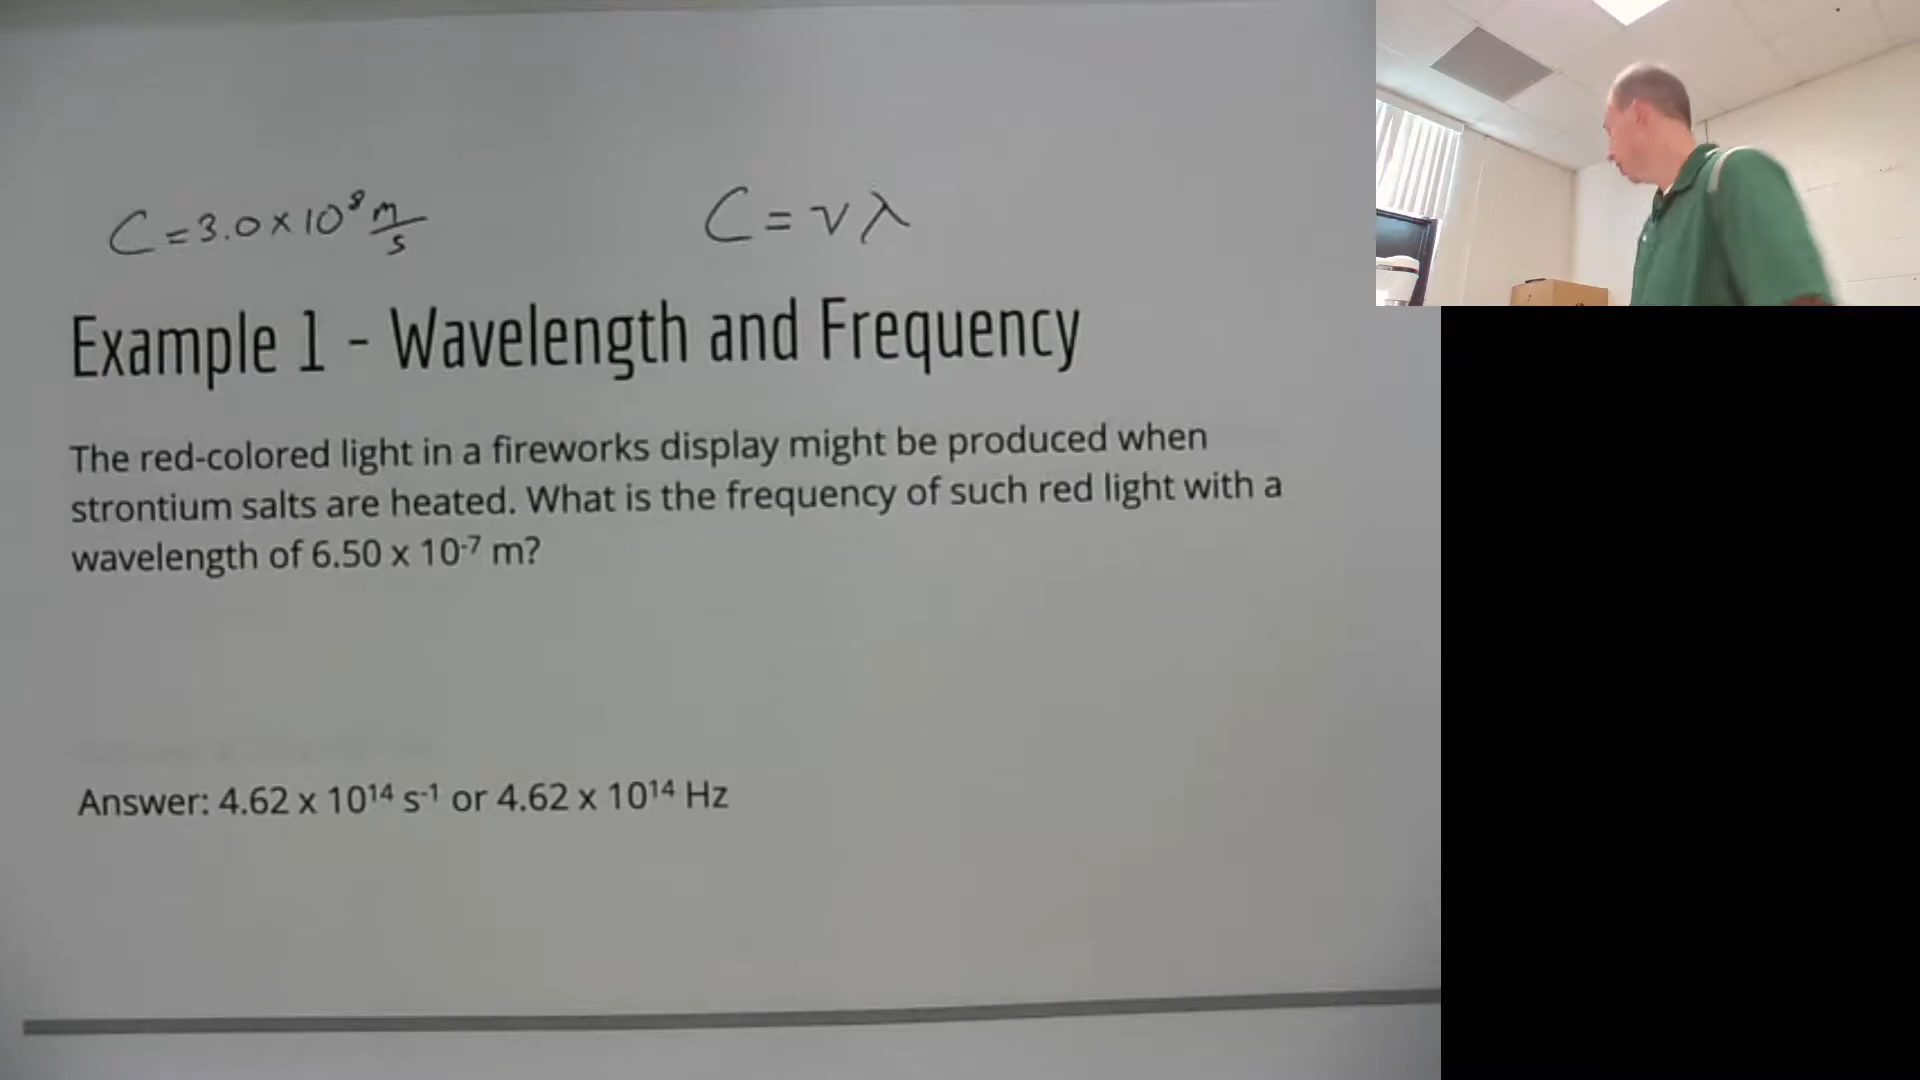 C = 3.0 x 10⁸ m/s
C = ν λ
Example 1 - Wavelength and Frequency
The red-colored light in a fireworks display might be produced when
strontium salts are heated. What is the frequency of such red light with a
wavelength of 6.50 x 10⁻⁷ m?
Answer: 4.62 x 10¹⁴ s⁻¹ or 4.62 x 10¹⁴ Hz